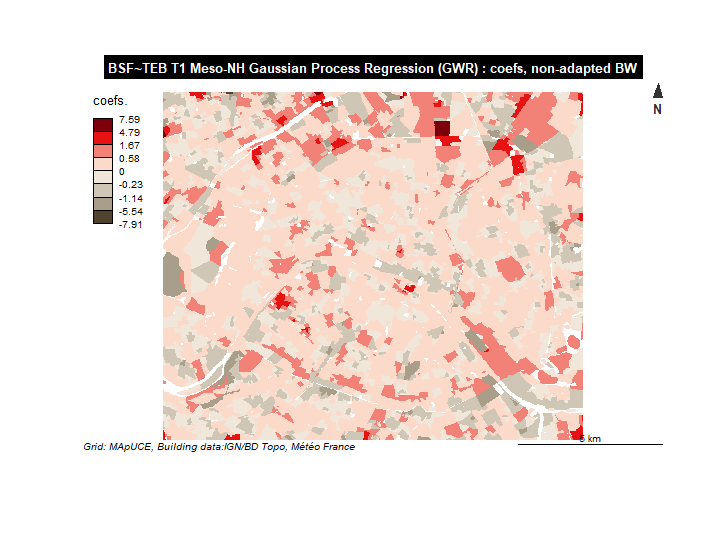 BSF~TEB T1 Meso-NH Gaussian Process Regression (GWR) : coefs, non-adapted BW
N
coefs.
7.59
4.79
1.67
0.58
0
-0.23
-1.14
-5.54
-7.91
5 km
Grid: MApUCE, Building data:IGN/BD Topo, Météo France